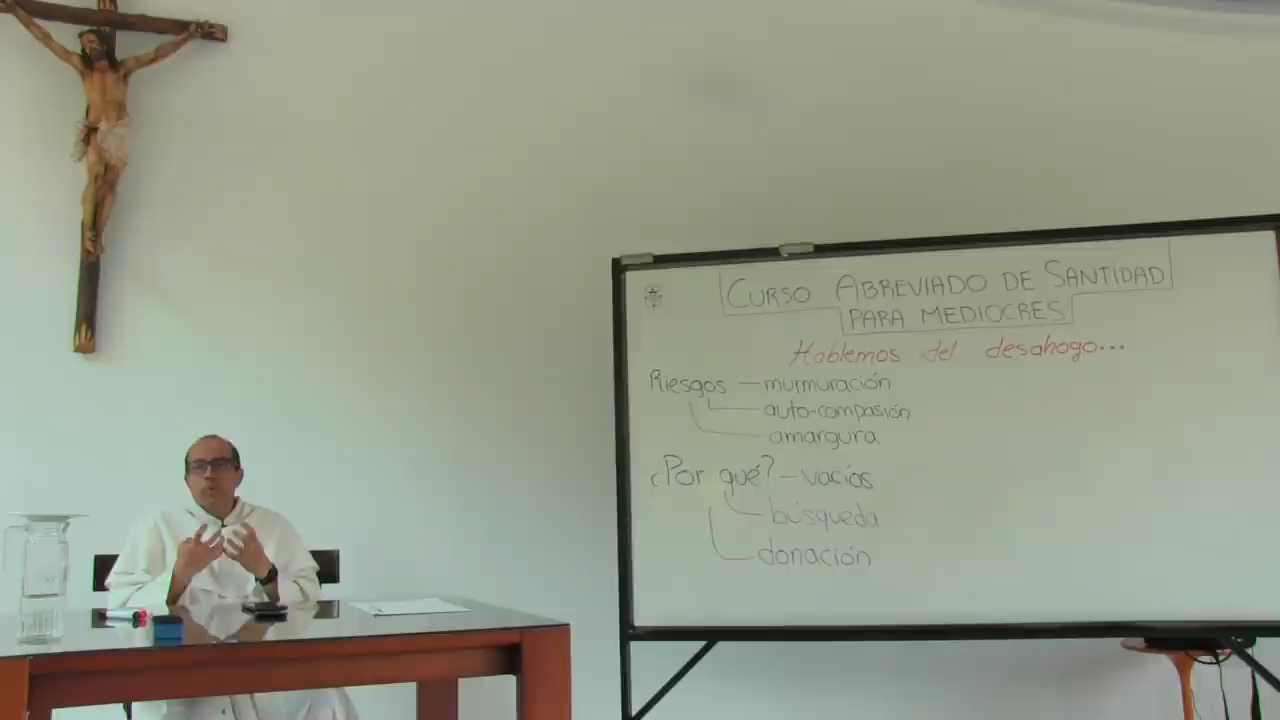 CURSO ABREVIADO DE SANTIDAD
PARA MEDIOCRES
Hablemos del desahogo...
Riesgos — murmuración
auto-compasión
amargura
¿Por qué? — vacíos
búsqueda
donación